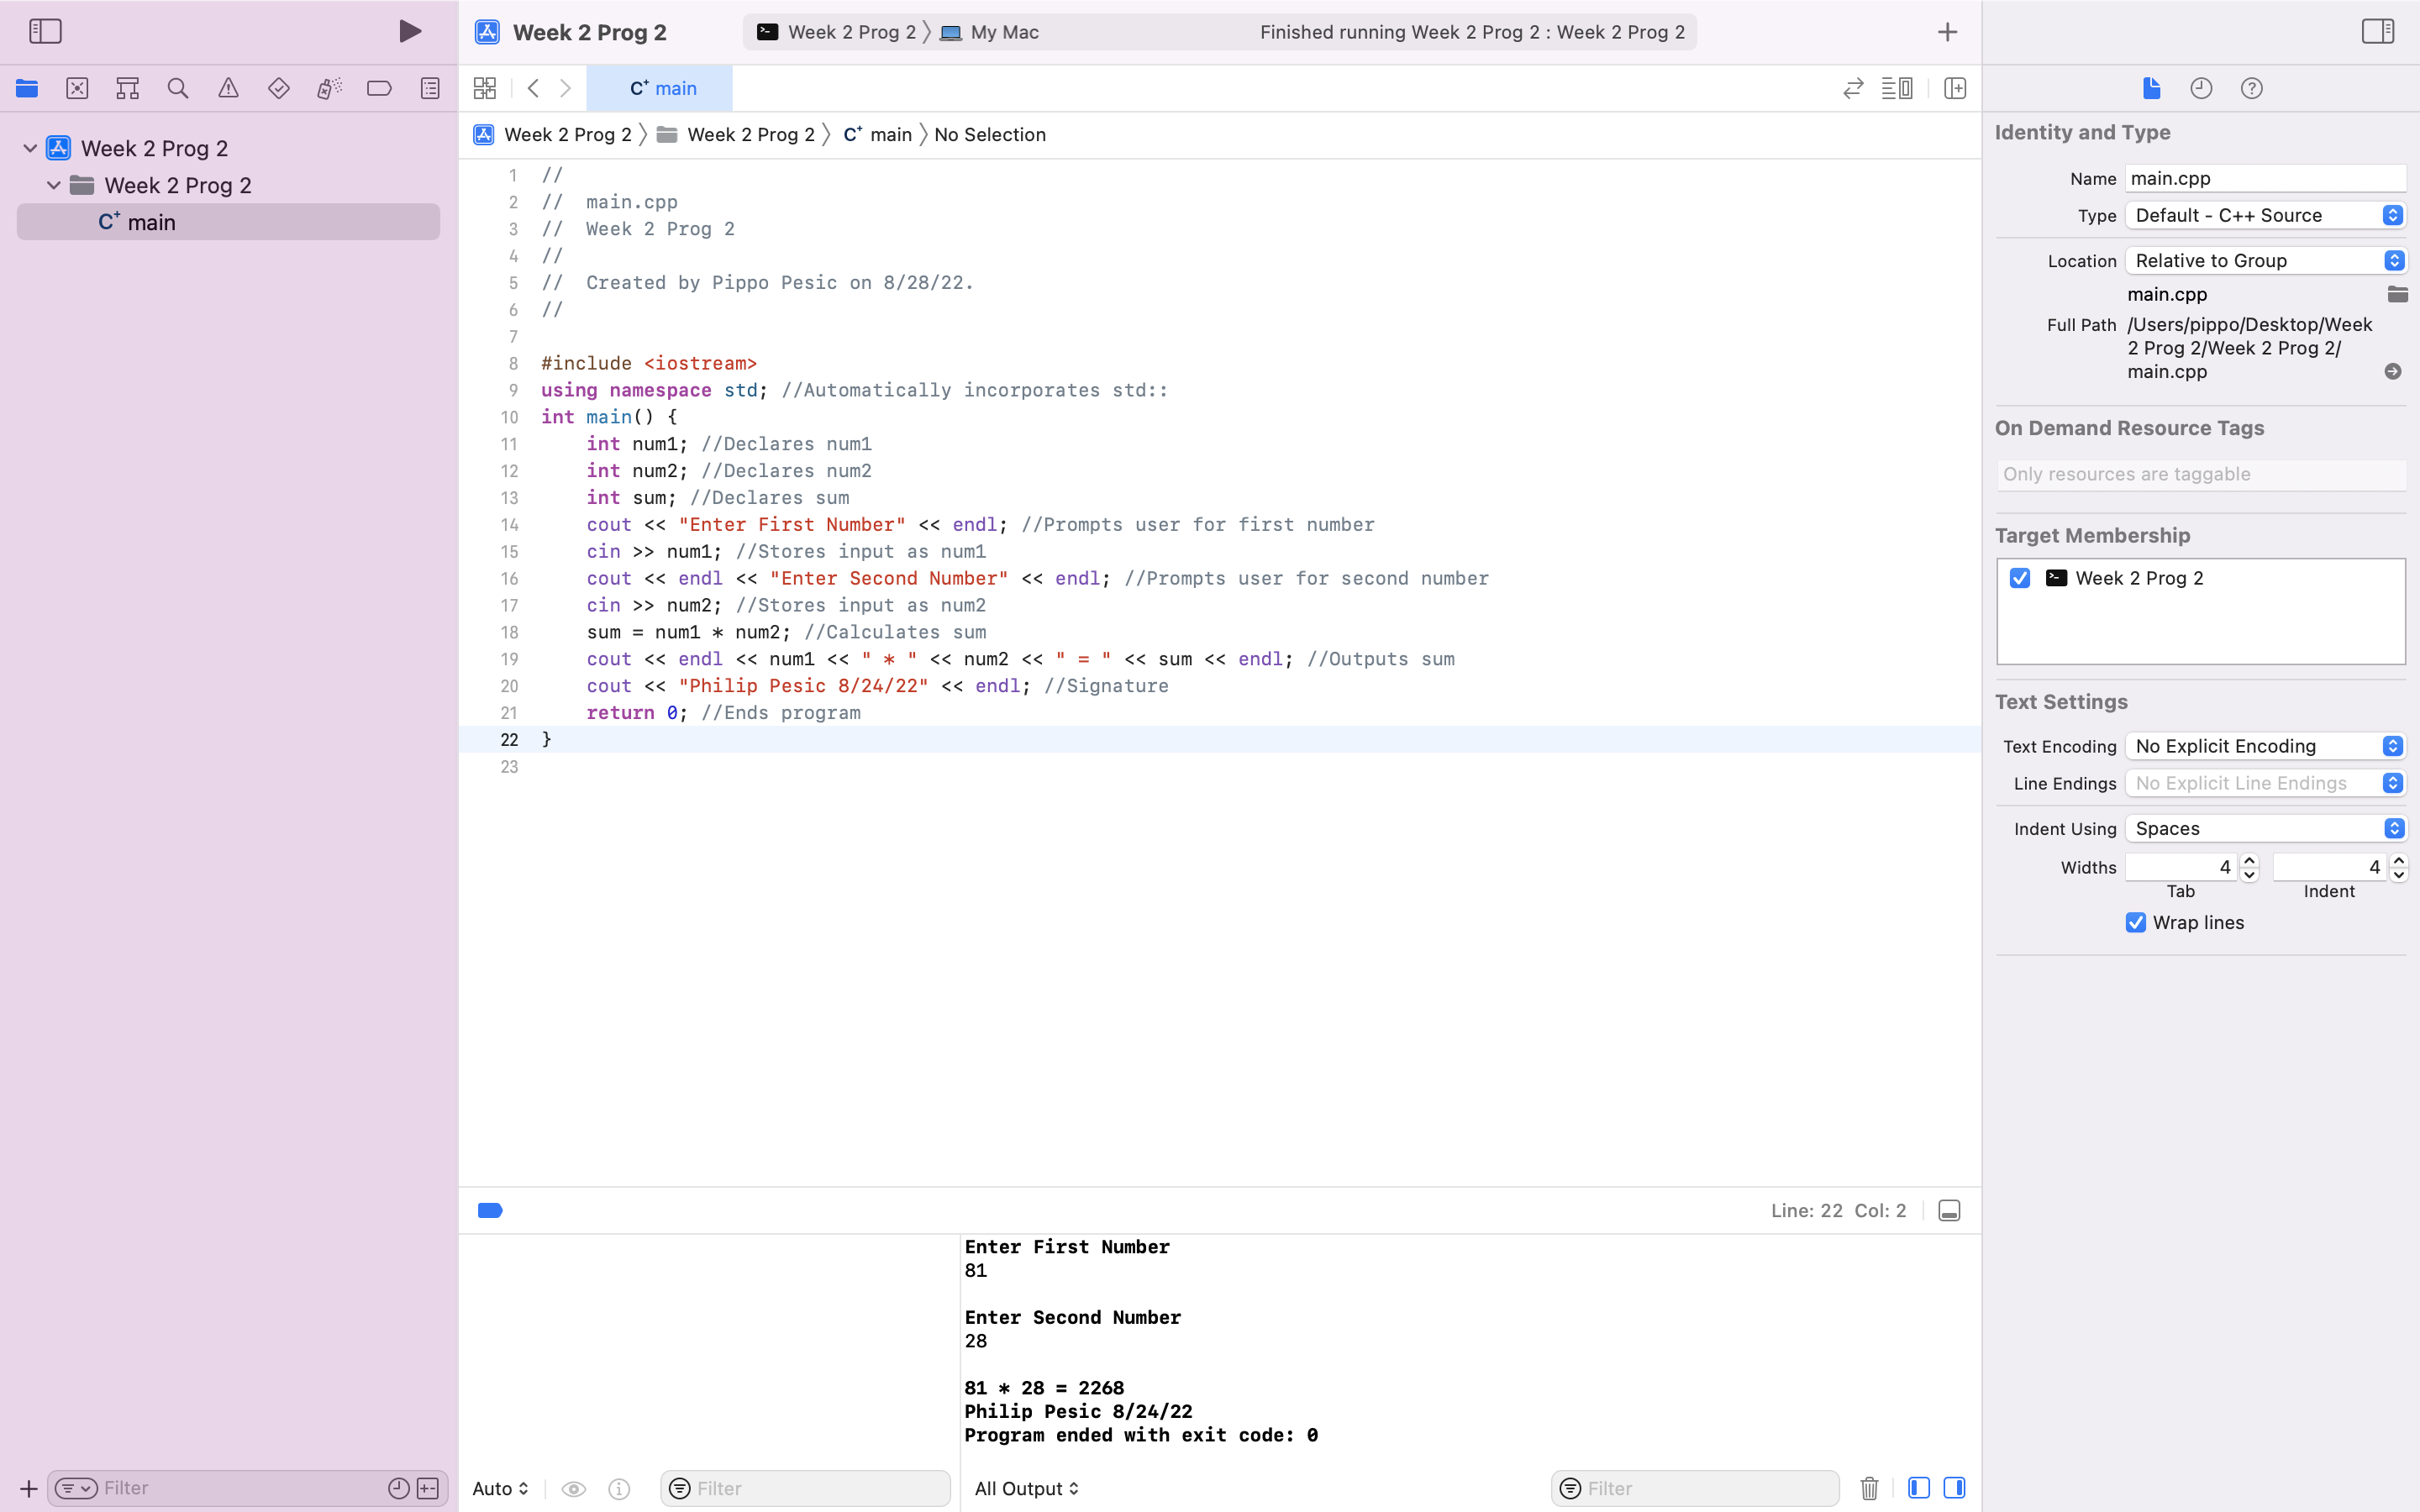 Week 2 Prog 2
Week 2 Prog 2 〉 My Mac
Finished running Week 2 Prog 2 : Week 2 Prog 2
Week 2 Prog 2
Week 2 Prog 2
C+ main
C+ main
Week 2 Prog 2 〉 Week 2 Prog 2 〉 C+ main 〉 No Selection
1 //
2 //  main.cpp
3 //  Week 2 Prog 2
4 //
5 //  Created by Pippo Pesic on 8/28/22.
6 //
7
8 #include <iostream>
9 using namespace std; //Automatically incorporates std::
10 int main() {
11     int num1; //Declares num1
12     int num2; //Declares num2
13     int sum; //Declares sum
14     cout << "Enter First Number" << endl; //Prompts user for first number
15     cin >> num1; //Stores input as num1
16     cout << endl << "Enter Second Number" << endl; //Prompts user for second number
17     cin >> num2; //Stores input as num2
18     sum = num1 * num2; //Calculates sum
19     cout << endl << num1 << " * " << num2 << " = " << sum << endl; //Outputs sum
20     cout << "Philip Pesic 8/24/22" << endl; //Signature
21     return 0; //Ends program
22 }
23
Line: 22 Col: 2
Enter First Number
81
Enter Second Number
28
81 * 28 = 2268
Philip Pesic 8/24/22
Program ended with exit code: 0
Filter
Auto
Filter
All Output
Filter
Identity and Type
Name main.cpp
Type Default - C++ Source
Location Relative to Group
main.cpp
Full Path /Users/pippo/Desktop/Week
2 Prog 2/Week 2 Prog 2/
main.cpp
On Demand Resource Tags
Only resources are taggable
Target Membership
Week 2 Prog 2
Text Settings
Text Encoding No Explicit Encoding
Line Endings No Explicit Line Endings
Indent Using Spaces
Widths 4 4
Tab Indent
Wrap lines